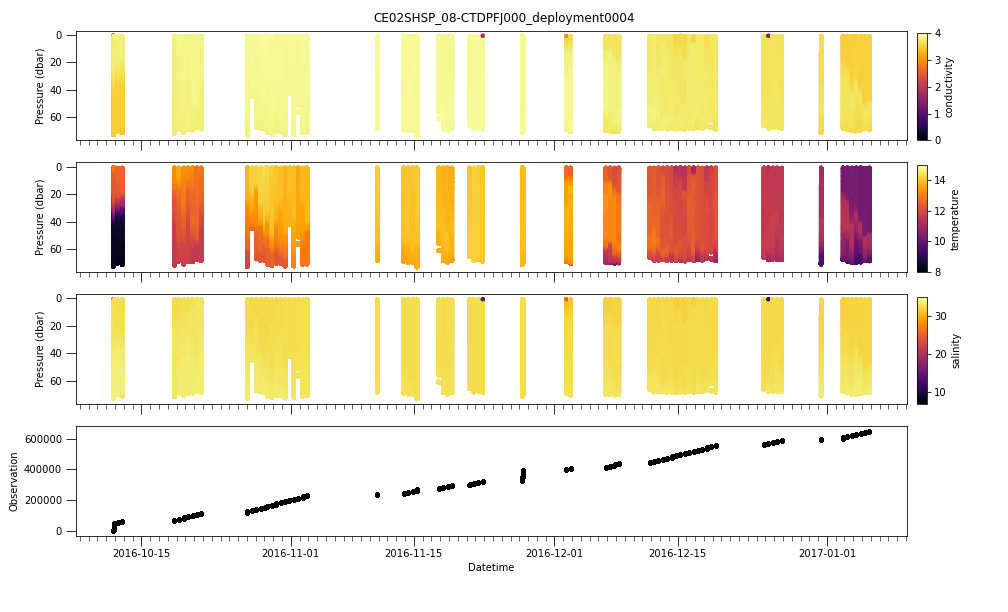 CE02SHSP_08-CTDPFJ000_deployment0004
0
20
40
60
Pressure (dbar)
4
3
2
1
0
conductivity
0
20
40
60
Pressure (dbar)
14
12
10
8
temperature
0
20
40
60
Pressure (dbar)
30
20
10
salinity
600000
400000
200000
0
Observation
2016-10-15 2016-11-01 2016-11-15 2016-12-01 2016-12-15 2017-01-01
Datetime